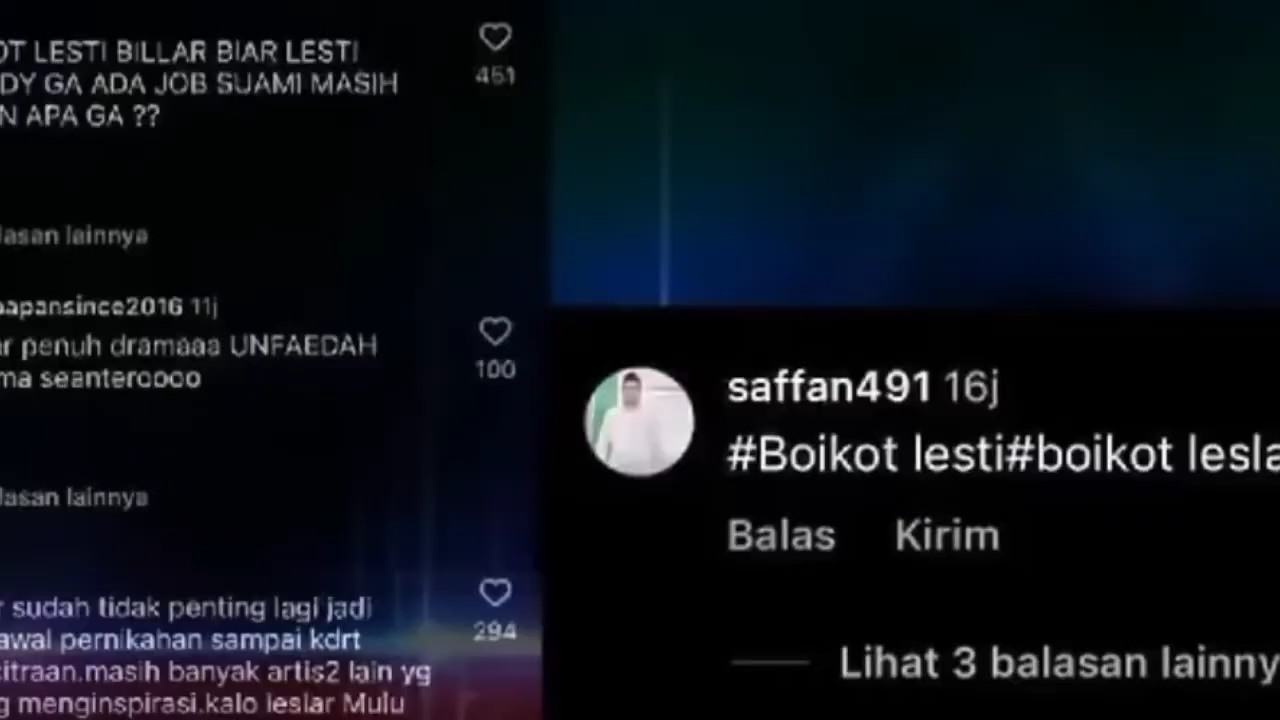 OT LESTI BILLAR BIAR LESTI
DY GA ADA JOB SUAMI MASIH
N APA GA ??
451
lasan lainnya
papansince2016 11j
ar penuh dramaaa UNFAEDAH
ma seanteroooo
100
lasan lainnya
r sudah tidak penting lagi jadi
awal pernikahan sampai kdrt
citraan.masih banyak artis2 lain yg
g menginspirasi.kalo leslar Mulu
294
saffan491 16j
#Boikot lesti#boikot lesla
Balas Kirim
Lihat 3 balasan lainny